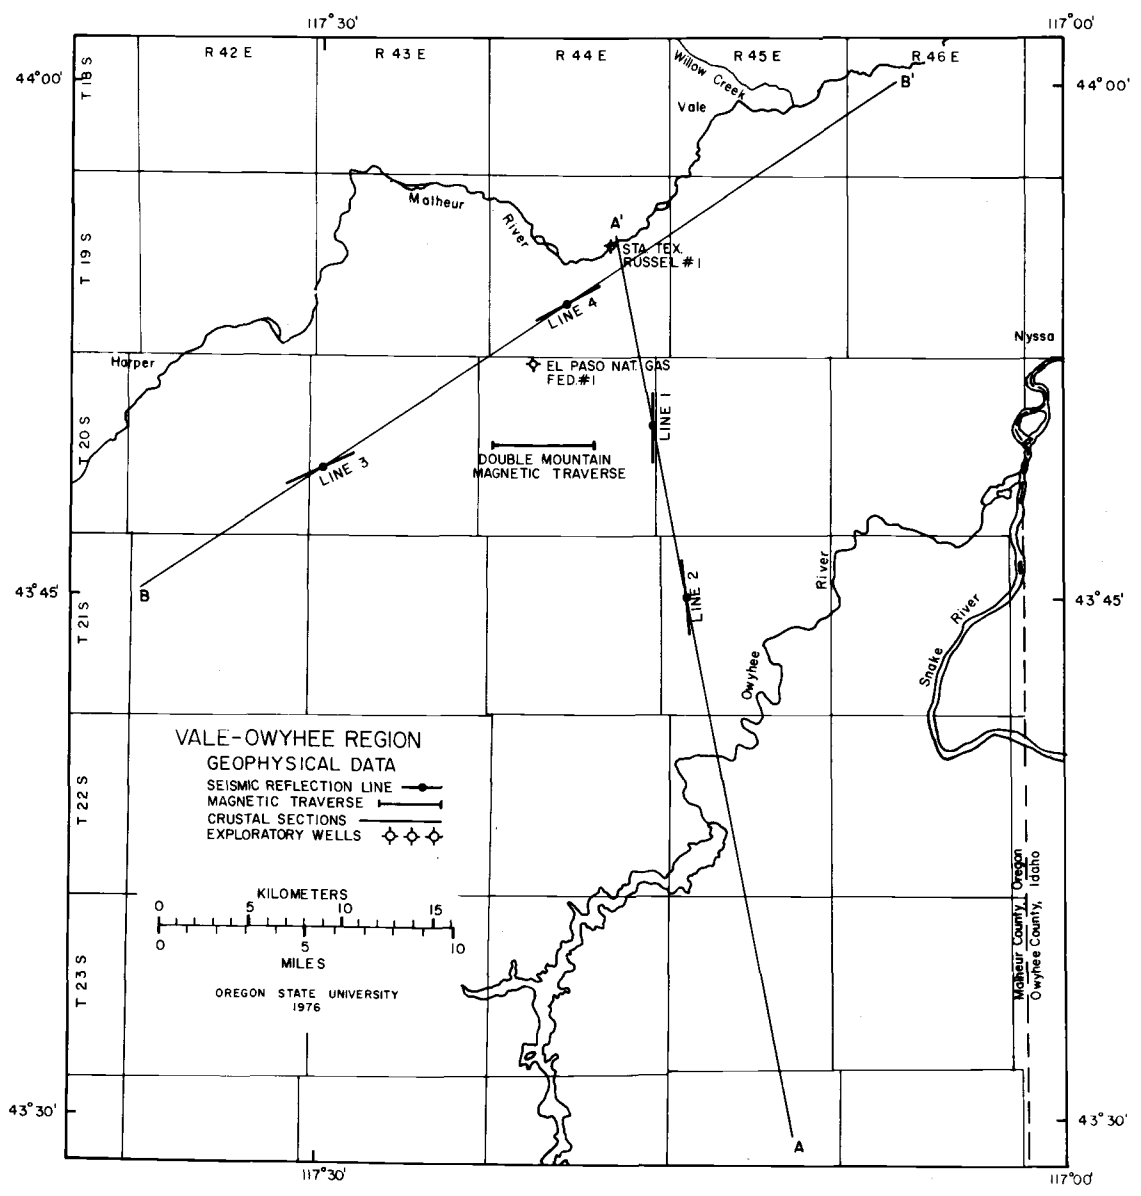 117°30'
117°00'
R 42 E
R 43 E
R 44 E
R 45 E
R 46 E
44°00'
44°00'
T 18 S
Willow Creek
Vale
B'
Malheur
River
A'
STA. TEX.
RUSSEL #1
T 19 S
LINE 4
Nyssa
Harper
EL PASO NAT. GAS
FED. #1
LINE 1
T 20 S
DOUBLE MOUNTAIN
MAGNETIC TRAVERSE
LINE 3
43°45'
43°45'
B
LINE 2
River
River
T 21 S
Owyhee
Snake
VALE-OWYHEE REGION
GEOPHYSICAL DATA
SEISMIC REFLECTION LINE
MAGNETIC TRAVERSE
CRUSTAL SECTIONS
EXPLORATORY WELLS
T 22 S
KILOMETERS
0 5 10 15
0 5 10
MILES
Malheur County, Oregon
Owyhee County, Idaho
T 23 S
OREGON STATE UNIVERSITY
1976
43°30'
43°30'
A
117°30'
117°00'